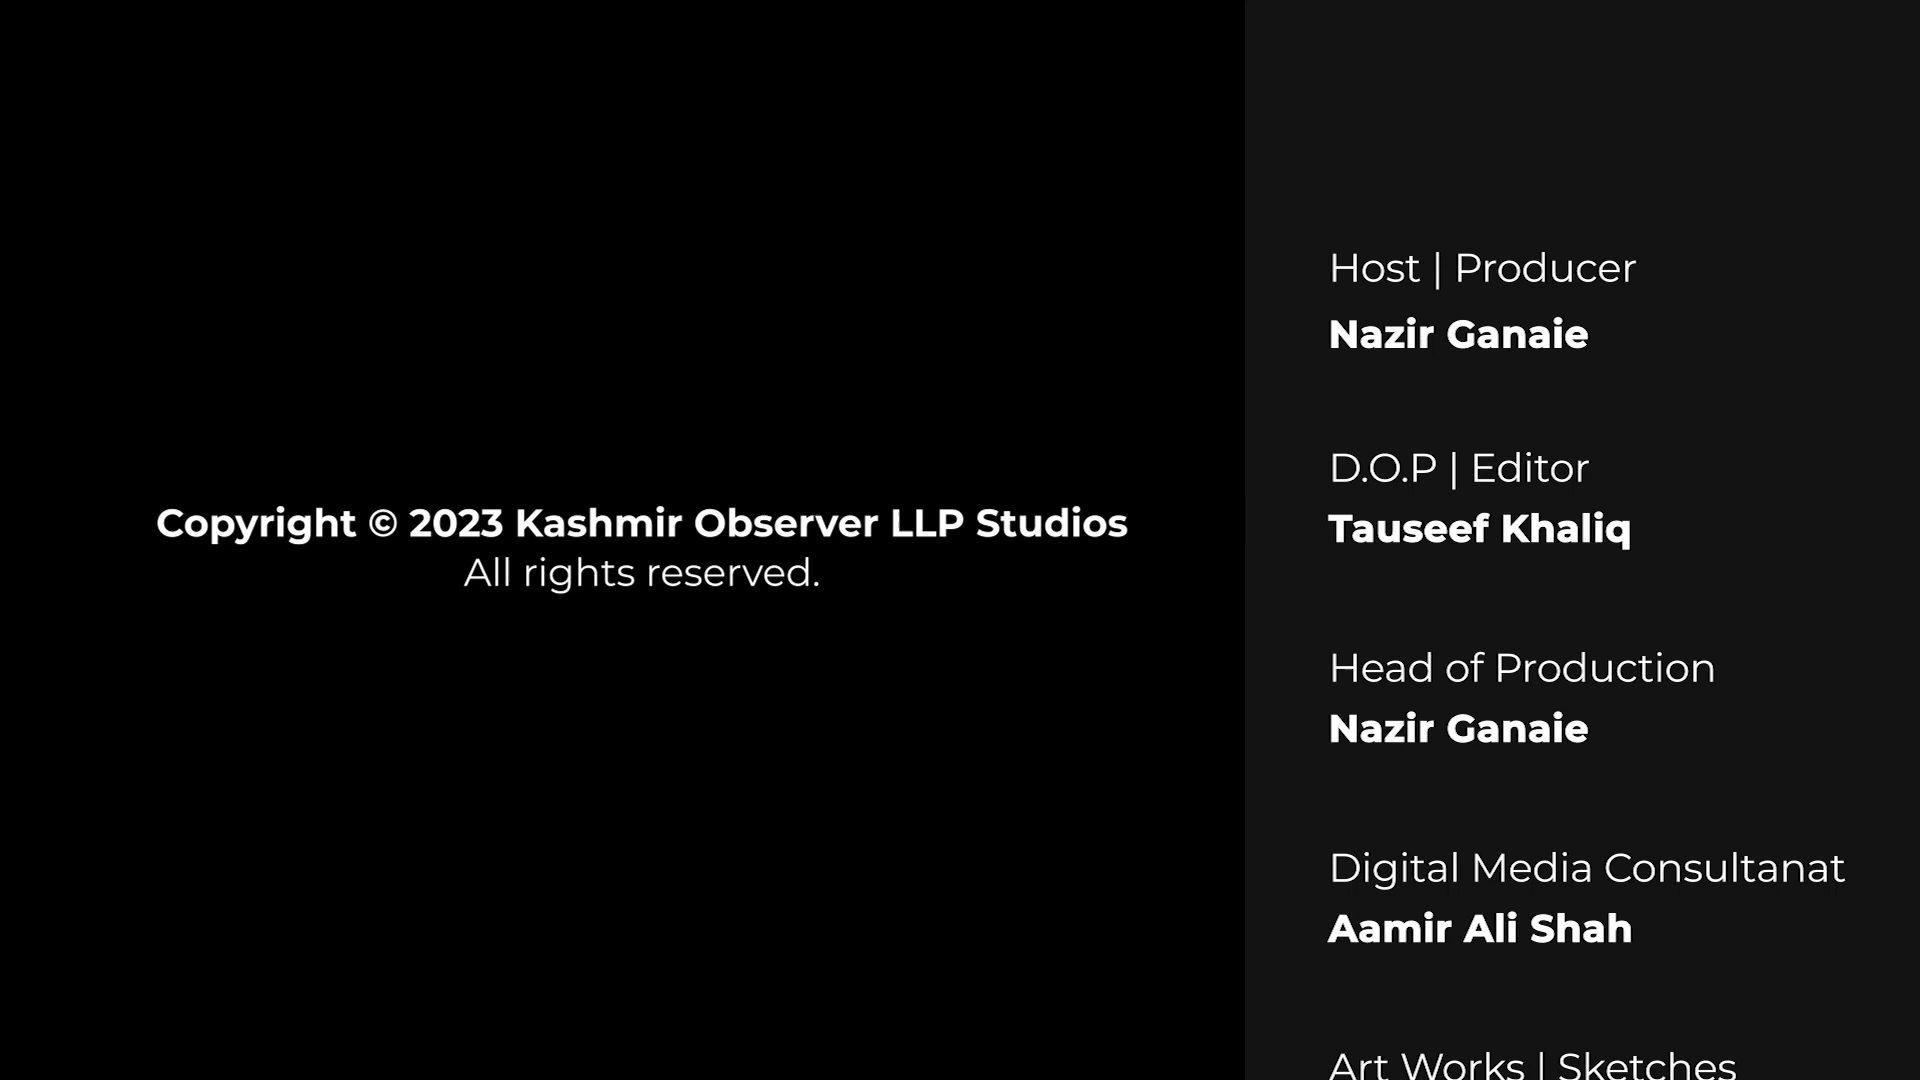 Copyright © 2023 Kashmir Observer LLP Studios
All rights reserved.
Host | Producer
Nazir Ganaie
D.O.P | Editor
Tauseef Khaliq
Head of Production
Nazir Ganaie
Digital Media Consultanat
Aamir Ali Shah
Art Works | Sketches